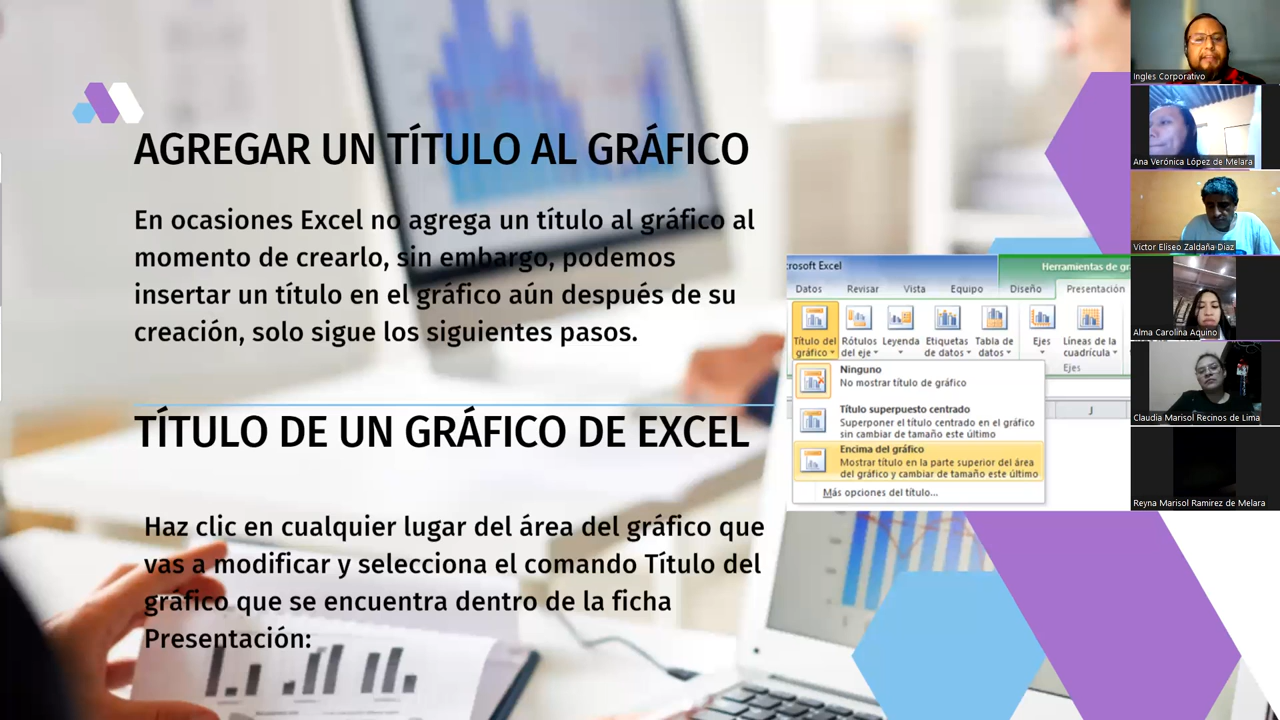 AGREGAR UN TÍTULO AL GRÁFICO
En ocasiones Excel no agrega un título al gráfico al
momento de crearlo, sin embargo, podemos
insertar un título en el gráfico aún después de su
creación, solo sigue los siguientes pasos.
TÍTULO DE UN GRÁFICO DE EXCEL
Haz clic en cualquier lugar del área del gráfico que
vas a modificar y selecciona el comando Título del
gráfico que se encuentra dentro de la ficha
Presentación:
crosoft Excel
Herramientas de gr
Datos Revisar Vista Equipo Diseño Presentación
Título del gráfico
Rótulos del eje
Leyenda
Etiquetas de datos
Tabla de datos
Ejes
Líneas de la cuadrícula
Ejes
J
Ninguno
No mostrar título de gráfico
Título superpuesto centrado
Superponer el título centrado en el gráfico
sin cambiar de tamaño este último
Encima del gráfico
Mostrar título en la parte superior del área
del gráfico y cambiar de tamaño este último
Más opciones del título...
Ingles Corporativo
Ana Verónica López de Melara
Víctor Eliseo Zaldaña Díaz
Alma Carolina Aquino
Claudia Marisol Recinos de Lima
Reyna Marisol Ramirez de Melara